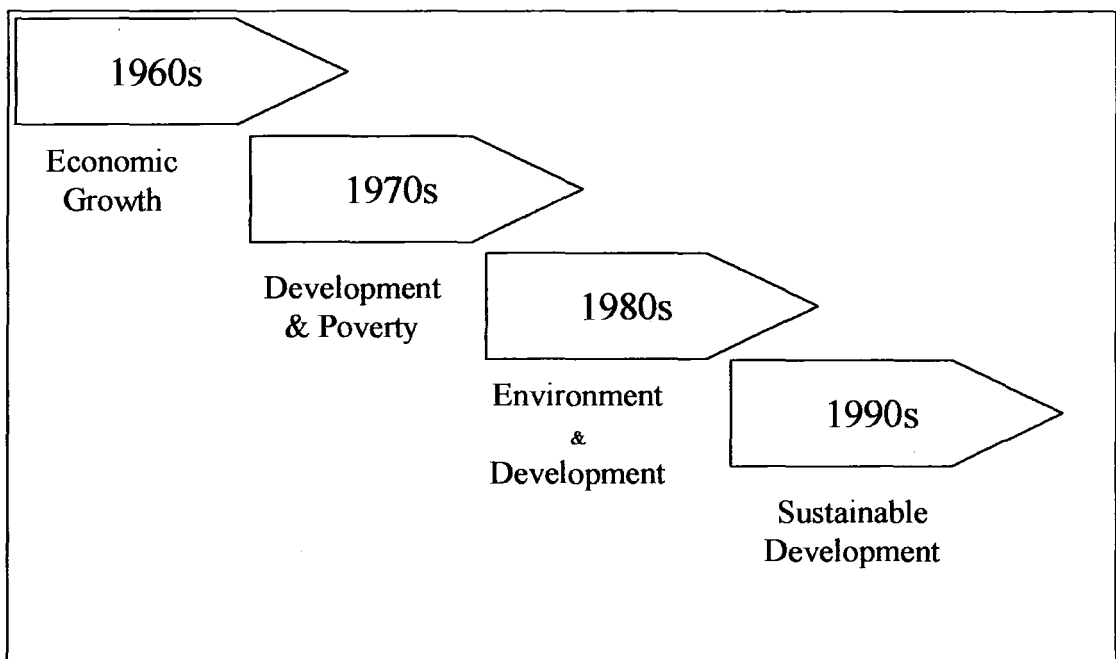 1960s
Economic
Growth
1970s
Development
& Poverty
1980s
Environment
&
Development
1990s
Sustainable
Development